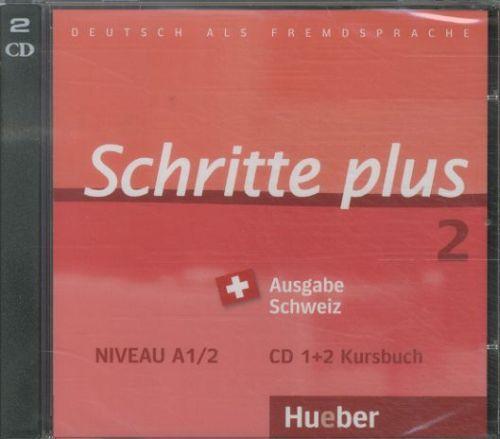 2
CD
DEUTSCH ALS FREMDSPRACHE
Schritte plus
2
Ausgabe
Schweiz
NIVEAU A1/2
CD 1+2 Kursbuch
Hueber